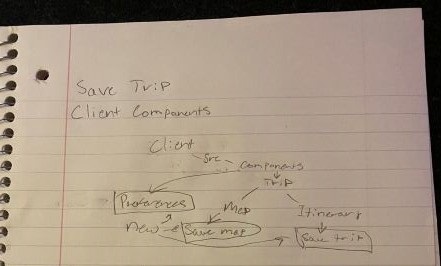 Save Trip
Client Components
Client
Src
Components
Trip
Preferences
Map
Itinerary
new
Save map
Save trip